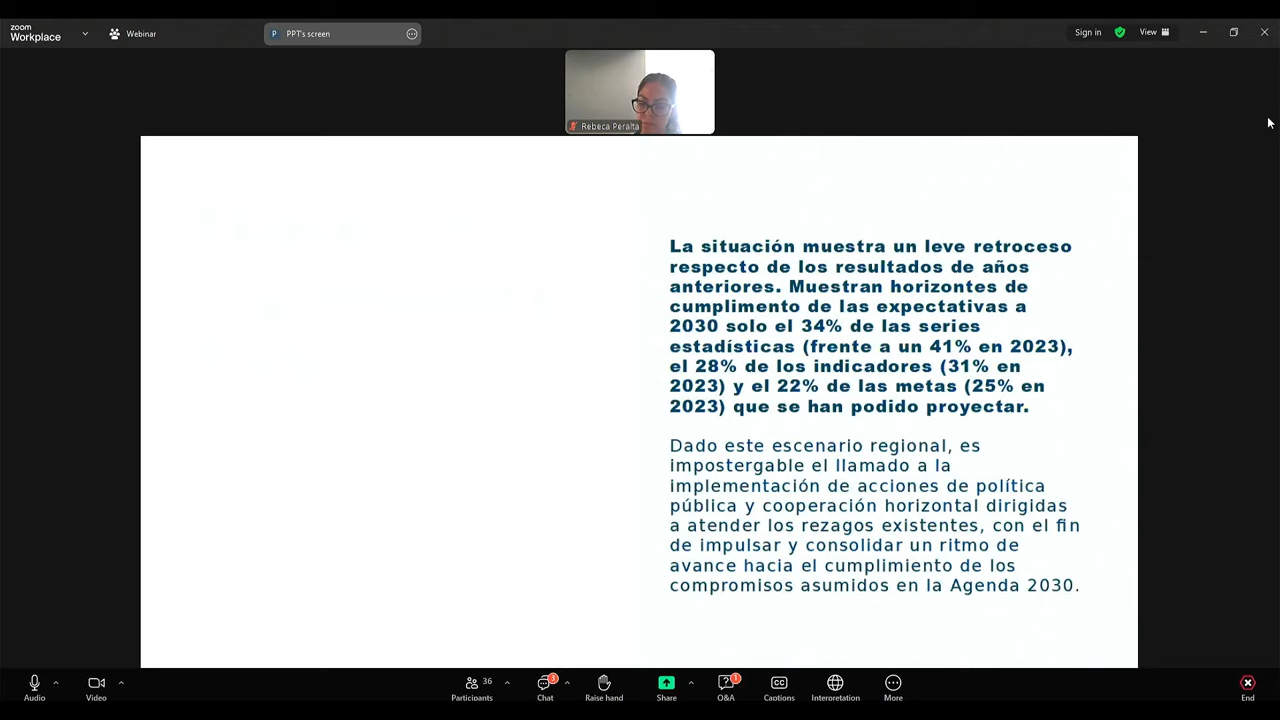 zoom
Workplace
Webinar
P PPT's screen
Sign in
View
Rebeca Peralta
La situación muestra un leve retroceso
respecto de los resultados de años
anteriores. Muestran horizontes de
cumplimento de las expectativas a
2030 solo el 34% de las series
estadísticas (frente a un 41% en 2023),
el 28% de los indicadores (31% en
2023) y el 22% de las metas (25% en
2023) que se han podido proyectar.
Dado este escenario regional, es
impostergable el llamado a la
implementación de acciones de política
pública y cooperación horizontal dirigidas
a atender los rezagos existentes, con el fin
de impulsar y consolidar un ritmo de
avance hacia el cumplimiento de los
compromisos asumidos en la Agenda 2030.
Audio
Video
36
Participants
3
Chat
Raise hand
Share
1
Q&A
CC
Captions
Interpretation
More
End